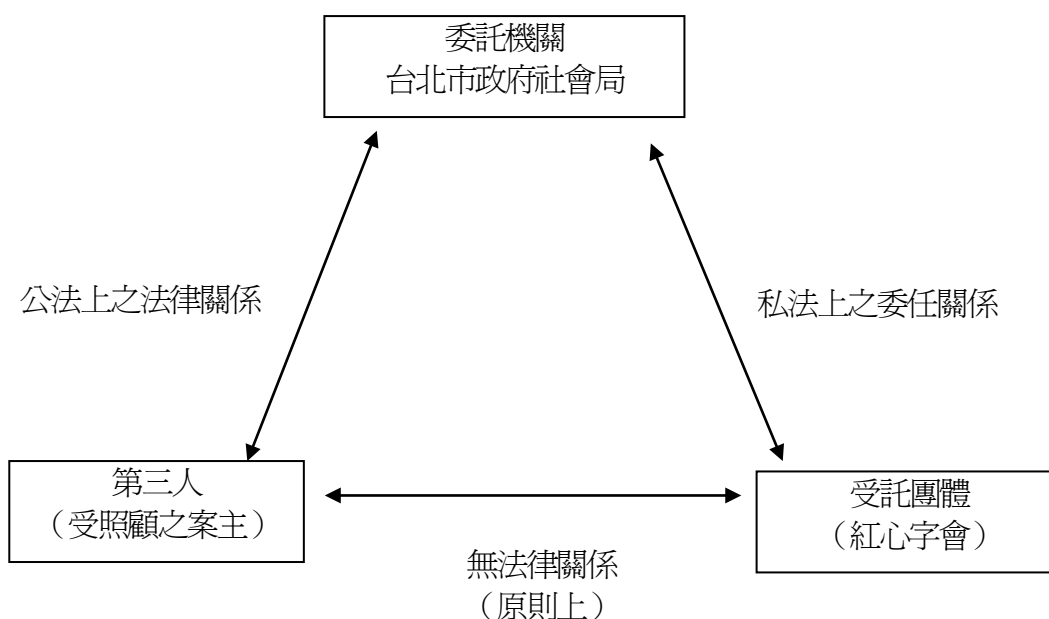 委託機關
台北市政府社會局
公法上之法律關係
私法上之委任關係
第三人
（受照顧之案主）
受託團體
（紅心字會）
無法律關係
（原則上）